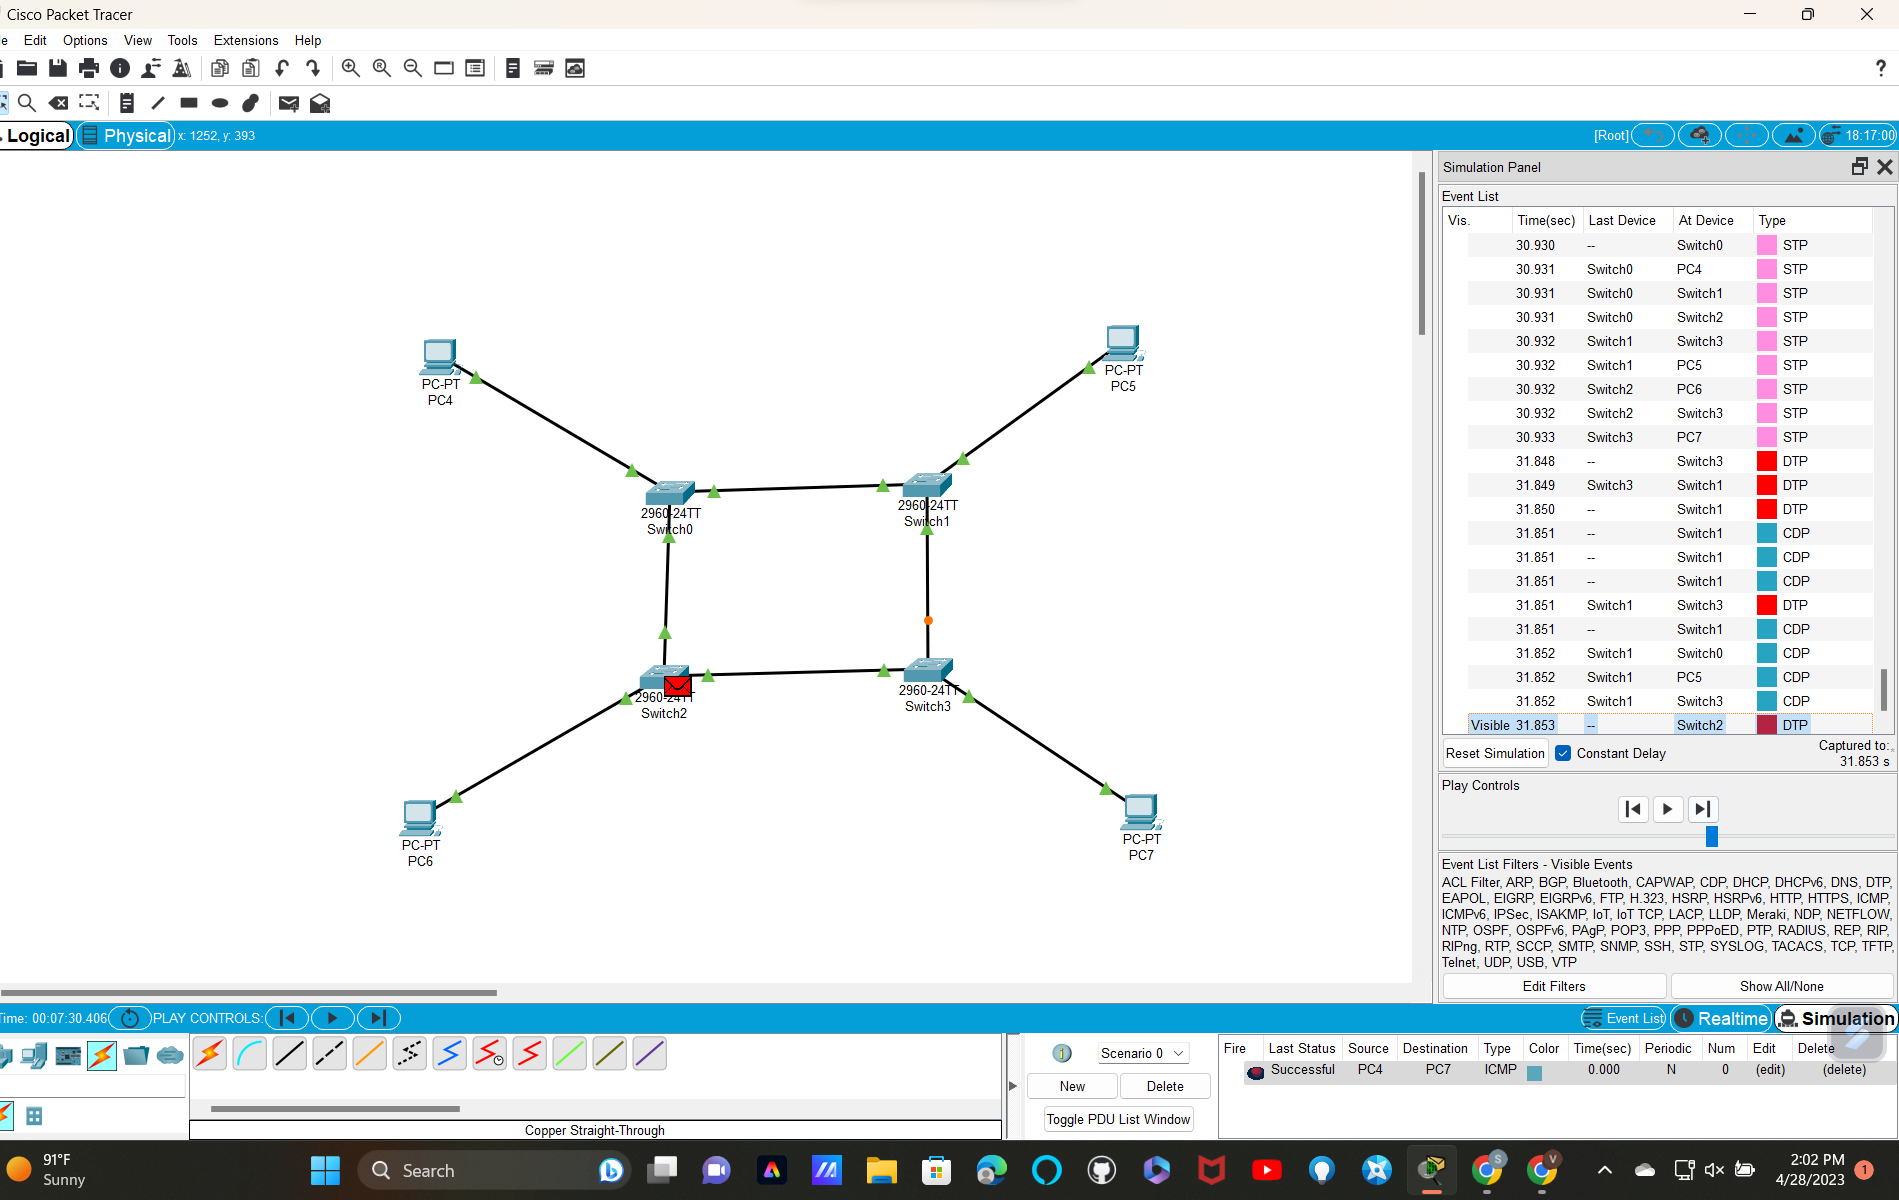 Cisco Packet Tracer
e Edit Options View Tools Extensions Help
?
Logical Physical x: 1252, y: 393 [Root] 18:17:00
Simulation Panel
Event List
Vis. Time(sec) Last Device At Device Type
30.930 -- Switch0 STP
30.931 Switch0 PC4 STP
30.931 Switch0 Switch1 STP
30.931 Switch0 Switch2 STP
30.932 Switch1 Switch3 STP
30.932 Switch1 PC5 STP
30.932 Switch2 PC6 STP
30.932 Switch2 Switch3 STP
30.933 Switch3 PC7 STP
31.848 -- Switch3 DTP
31.849 Switch3 Switch1 DTP
31.850 -- Switch1 DTP
31.851 -- Switch1 CDP
31.851 -- Switch1 CDP
31.851 -- Switch1 CDP
31.851 Switch1 Switch3 DTP
31.851 -- Switch1 CDP
31.852 Switch1 Switch0 CDP
31.852 Switch1 PC5 CDP
31.852 Switch1 Switch3 CDP
Visible 31.853 -- Switch2 DTP
Reset Simulation Constant Delay Captured to:
31.853 s
Play Controls
Event List Filters - Visible Events
ACL Filter, ARP, BGP, Bluetooth, CAPWAP, CDP, DHCP, DHCPv6, DNS, DTP,
EAPOL, EIGRP, EIGRPv6, FTP, H.323, HSRP, HSRPv6, HTTP, HTTPS, ICMP,
ICMPv6, IPSec, ISAKMP, IoT, IoT TCP, LACP, LLDP, Meraki, NDP, NETFLOW,
NTP, OSPF, OSPFv6, PAgP, POP3, PPP, PPPoED, PTP, RADIUS, REP, RIP,
RIPng, RTP, SCCP, SMTP, SNMP, SSH, STP, SYSLOG, TACACS, TCP, TFTP,
Telnet, UDP, USB, VTP
Edit Filters Show All/None
PC-PT
PC4
PC-PT
PC5
2960-24TT
Switch0
2960-24TT
Switch1
2960-24TT
Switch2
2960-24TT
Switch3
PC-PT
PC6
PC-PT
PC7
Time: 00:07:30.406 PLAY CONTROLS: Event List Realtime Simulation
Scenario 0
New Delete
Toggle PDU List Window
Fire Last Status Source Destination Type Color Time(sec) Periodic Num Edit Delete
Successful PC4 PC7 ICMP 0.000 N 0 (edit) (delete)
Copper Straight-Through
91°F
Sunny
Search
S
V
2:02 PM
4/28/2023
1